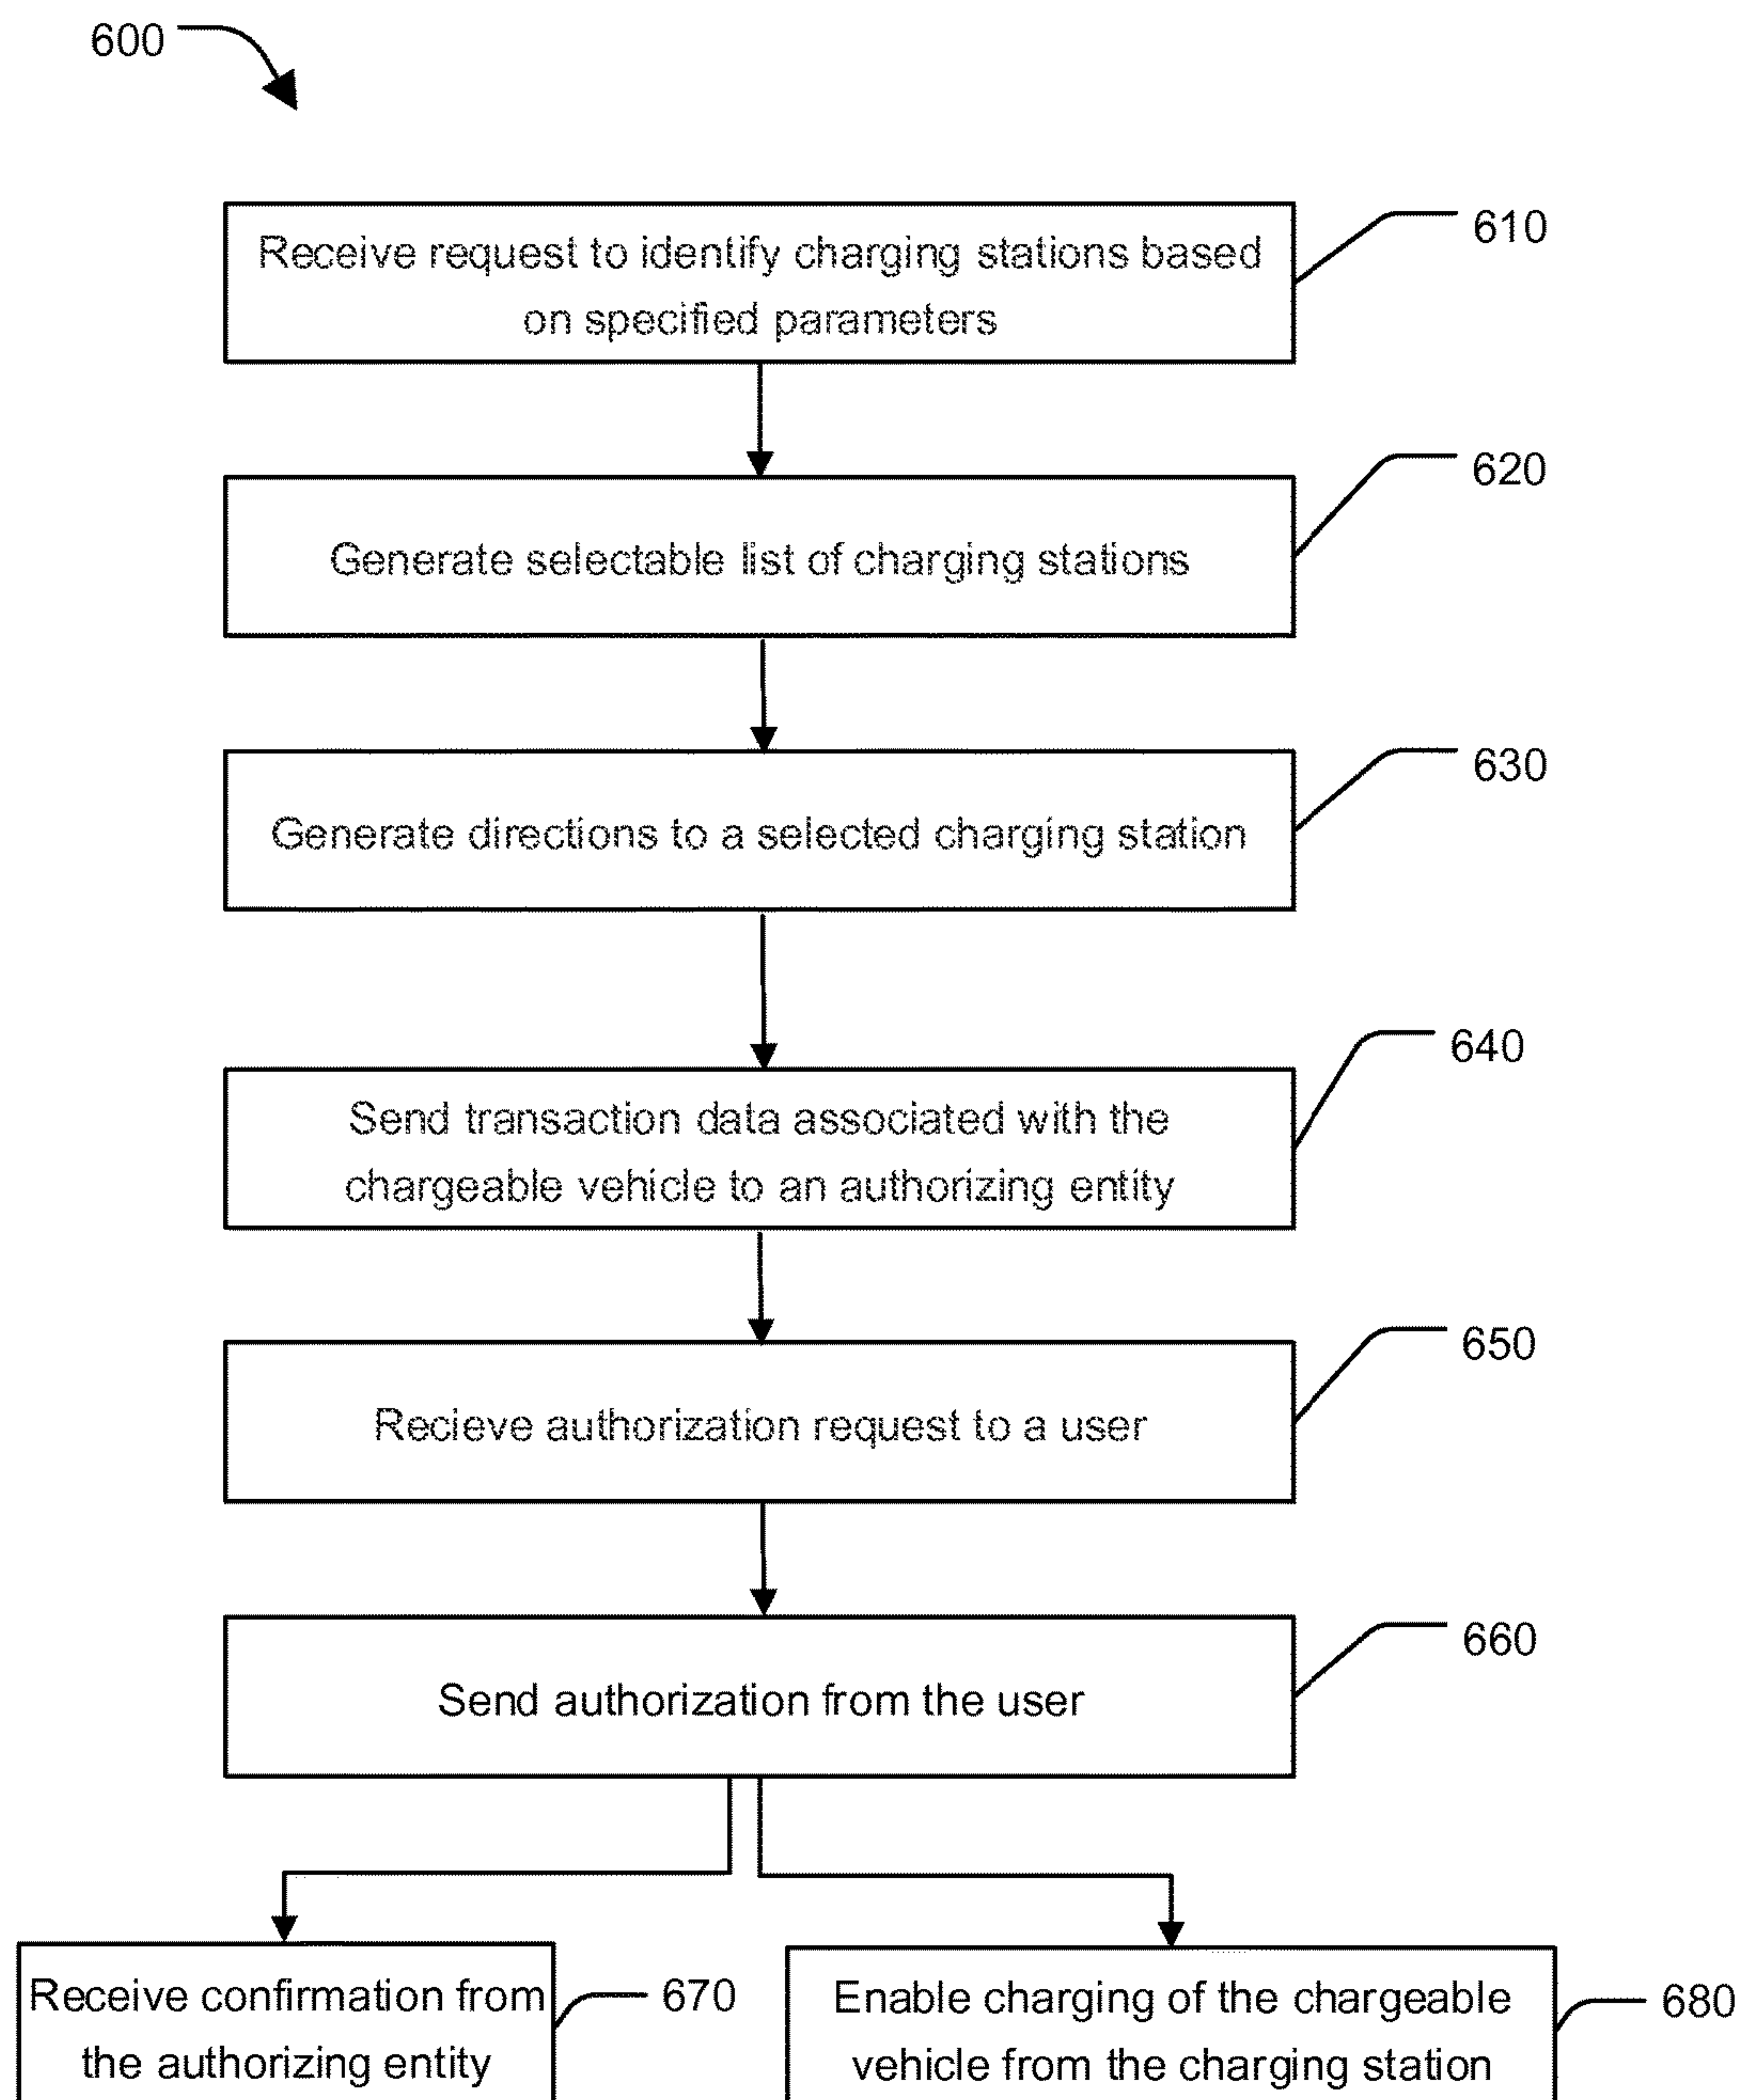 600
Receive request to identify charging stations based
on specified parameters
610
Generate selectable list of charging stations
620
Generate directions to a selected charging station
630
Send transaction data associated with the
chargeable vehicle to an authorizing entity
640
Recieve authorization request to a user
650
Send authorization from the user
660
Receive confirmation from
the authorizing entity
670
Enable charging of the chargeable
vehicle from the charging station
680